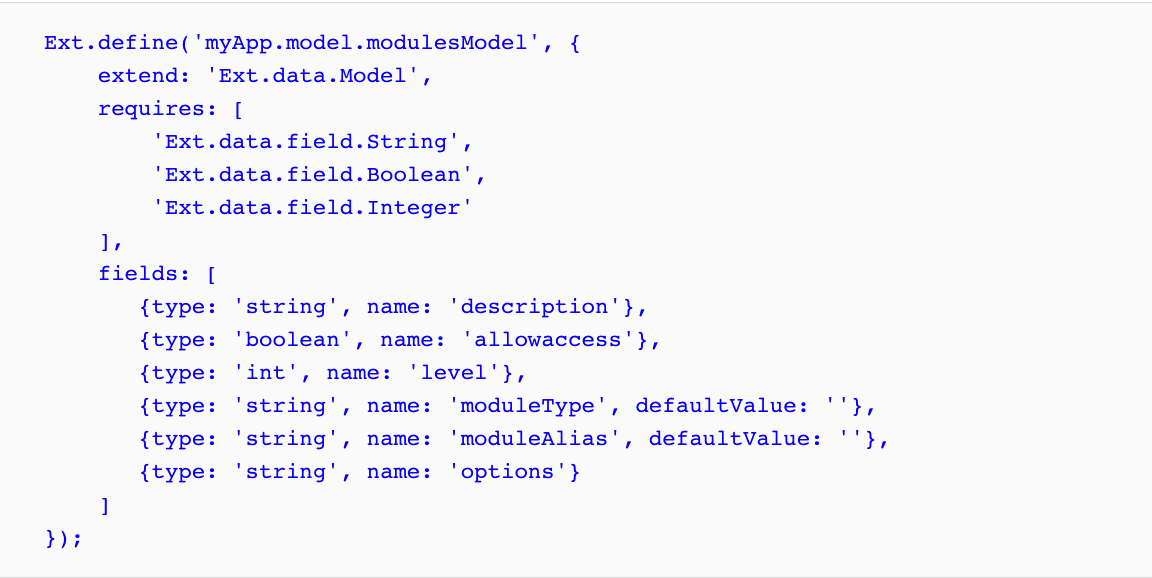 Ext.define('myApp.model.modulesModel', {
    extend: 'Ext.data.Model',
    requires: [
        'Ext.data.field.String',
        'Ext.data.field.Boolean',
        'Ext.data.field.Integer'
    ],
    fields: [
       {type: 'string', name: 'description'},
       {type: 'boolean', name: 'allowaccess'},
       {type: 'int', name: 'level'},
       {type: 'string', name: 'moduleType', defaultValue: ''},
       {type: 'string', name: 'moduleAlias', defaultValue: ''},
       {type: 'string', name: 'options'}
    ]
});